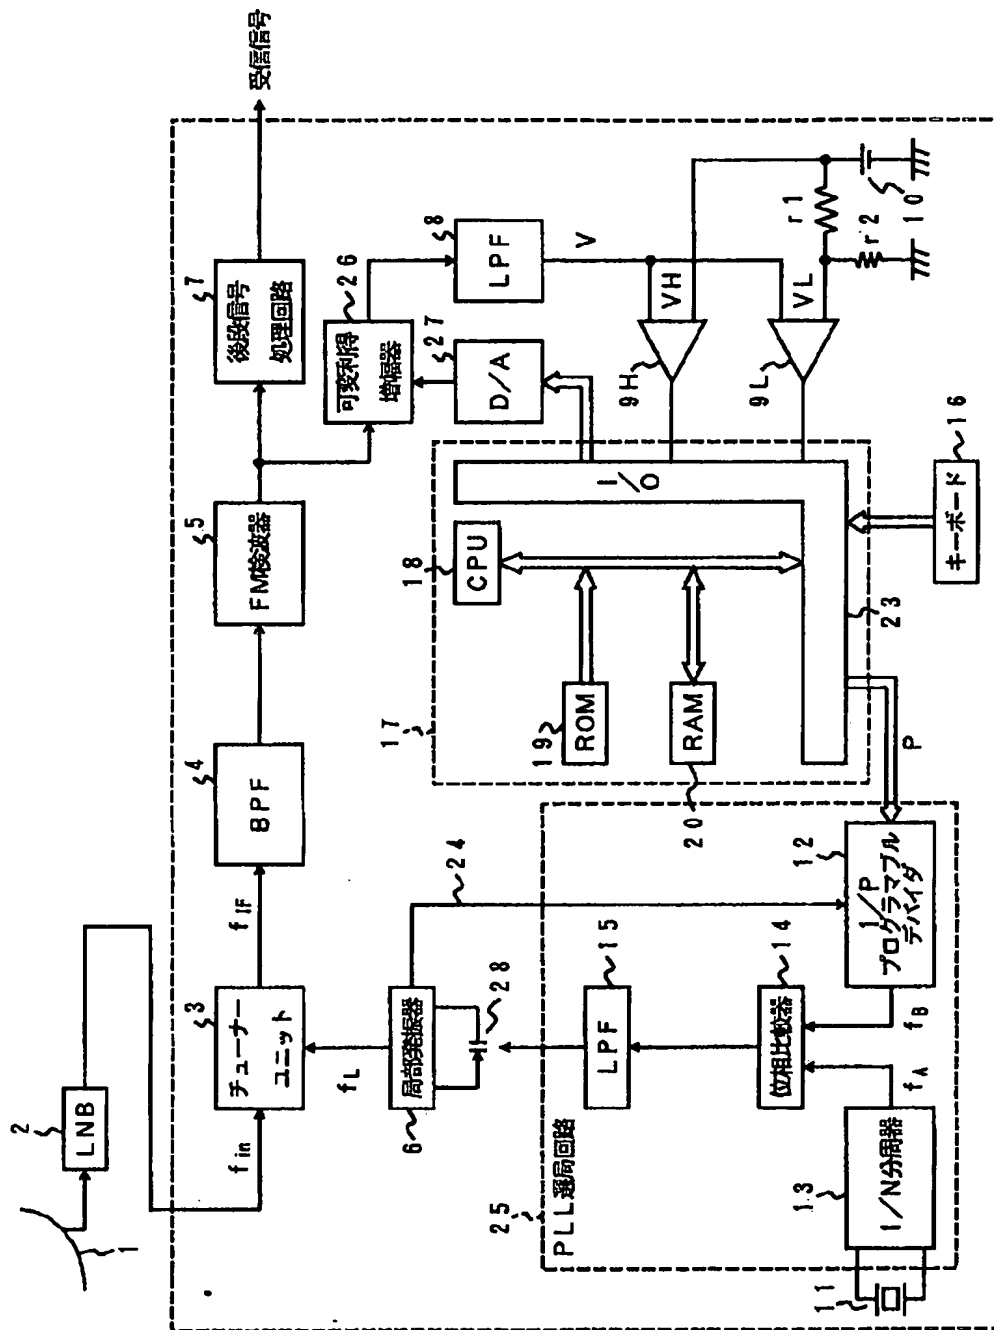 1
2
LNB
fin
3
チューナー
ユニット
fIF
4
BPF
5
FM検波器
7
後段信号
処理回路
受信信号
26
可変利得
増幅器
27
D/A
8
LPF
V
VH
VL
9H
9L
r1
r2
10
fL
6
局部発振器
28
24
17
18
CPU
I/O
19
ROM
20
RAM
23
16
キーボード
P
25
PLL選局回路
15
LPF
14
位相比較器
12
1/P
プログラマブル
デバイダ
fB
fA
13
1/N分周器
11